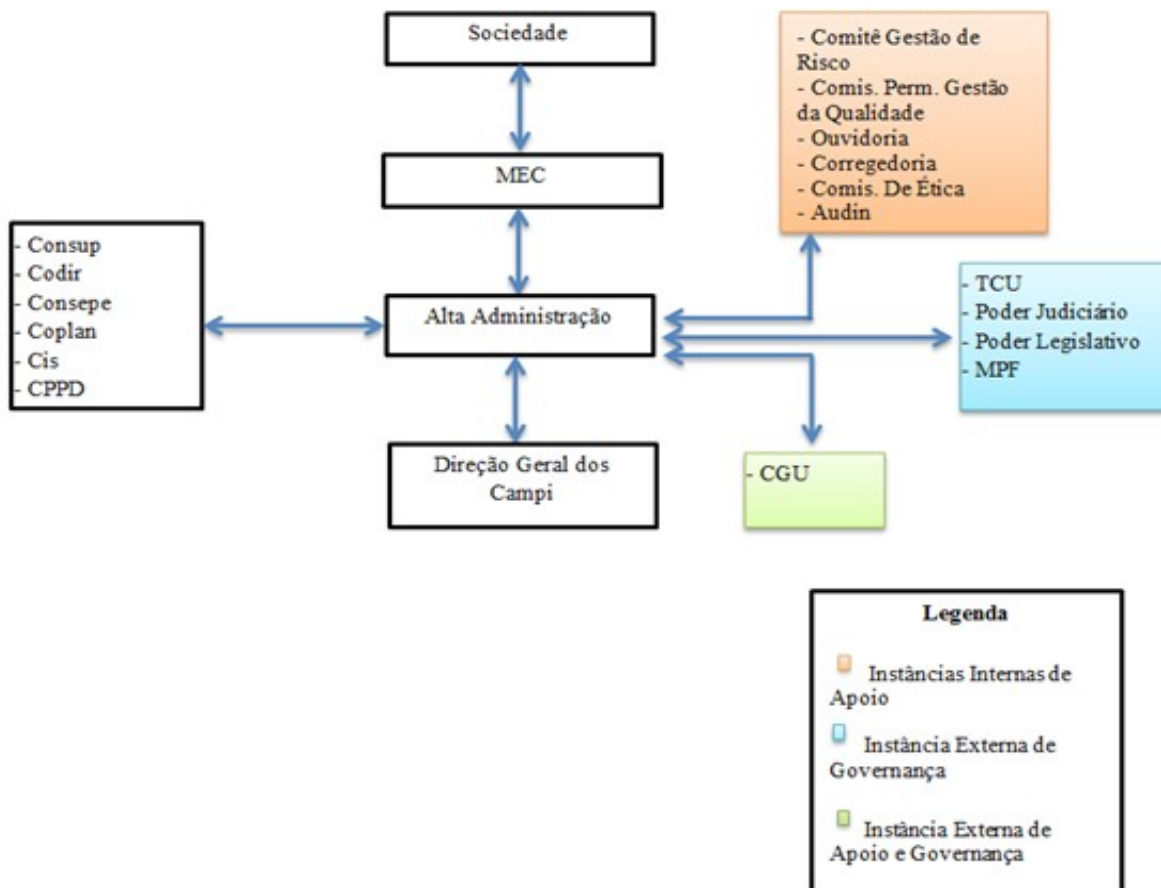 Sociedade
MEC
- Consup
- Codir
- Consepe
- Coplan
- Cis
- CPPD
Alta Administração
Direção Geral dos
Campi
- Comitê Gestão de
Risco
- Comis. Perm. Gestão
da Qualidade
- Ouvidoria
- Corregedoria
- Comis. De Ética
- Audin
- TCU
- Poder Judiciário
- Poder Legislativo
- MPF
- CGU
Legenda
Instâncias Internas de
Apoio
Instância Externa de
Governança
Instância Externa de
Apoio e Governança